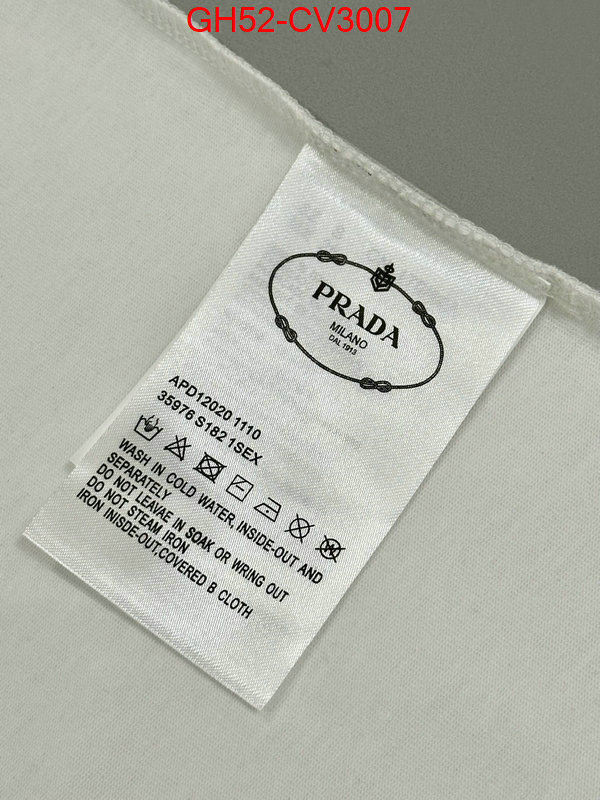 GH52-CV3007
PRADA
MILANO
DAL 1913
APD12020 1110
35976 S182 1SEX
WASH IN COLD WATER, INSIDE-OUT AND
SEPARATELY
DO NOT LEAVAE IN SOAK OR WRING OUT
DO NOT STEAM IRON
IRON INISDE-OUT,COVERED B CLOTH